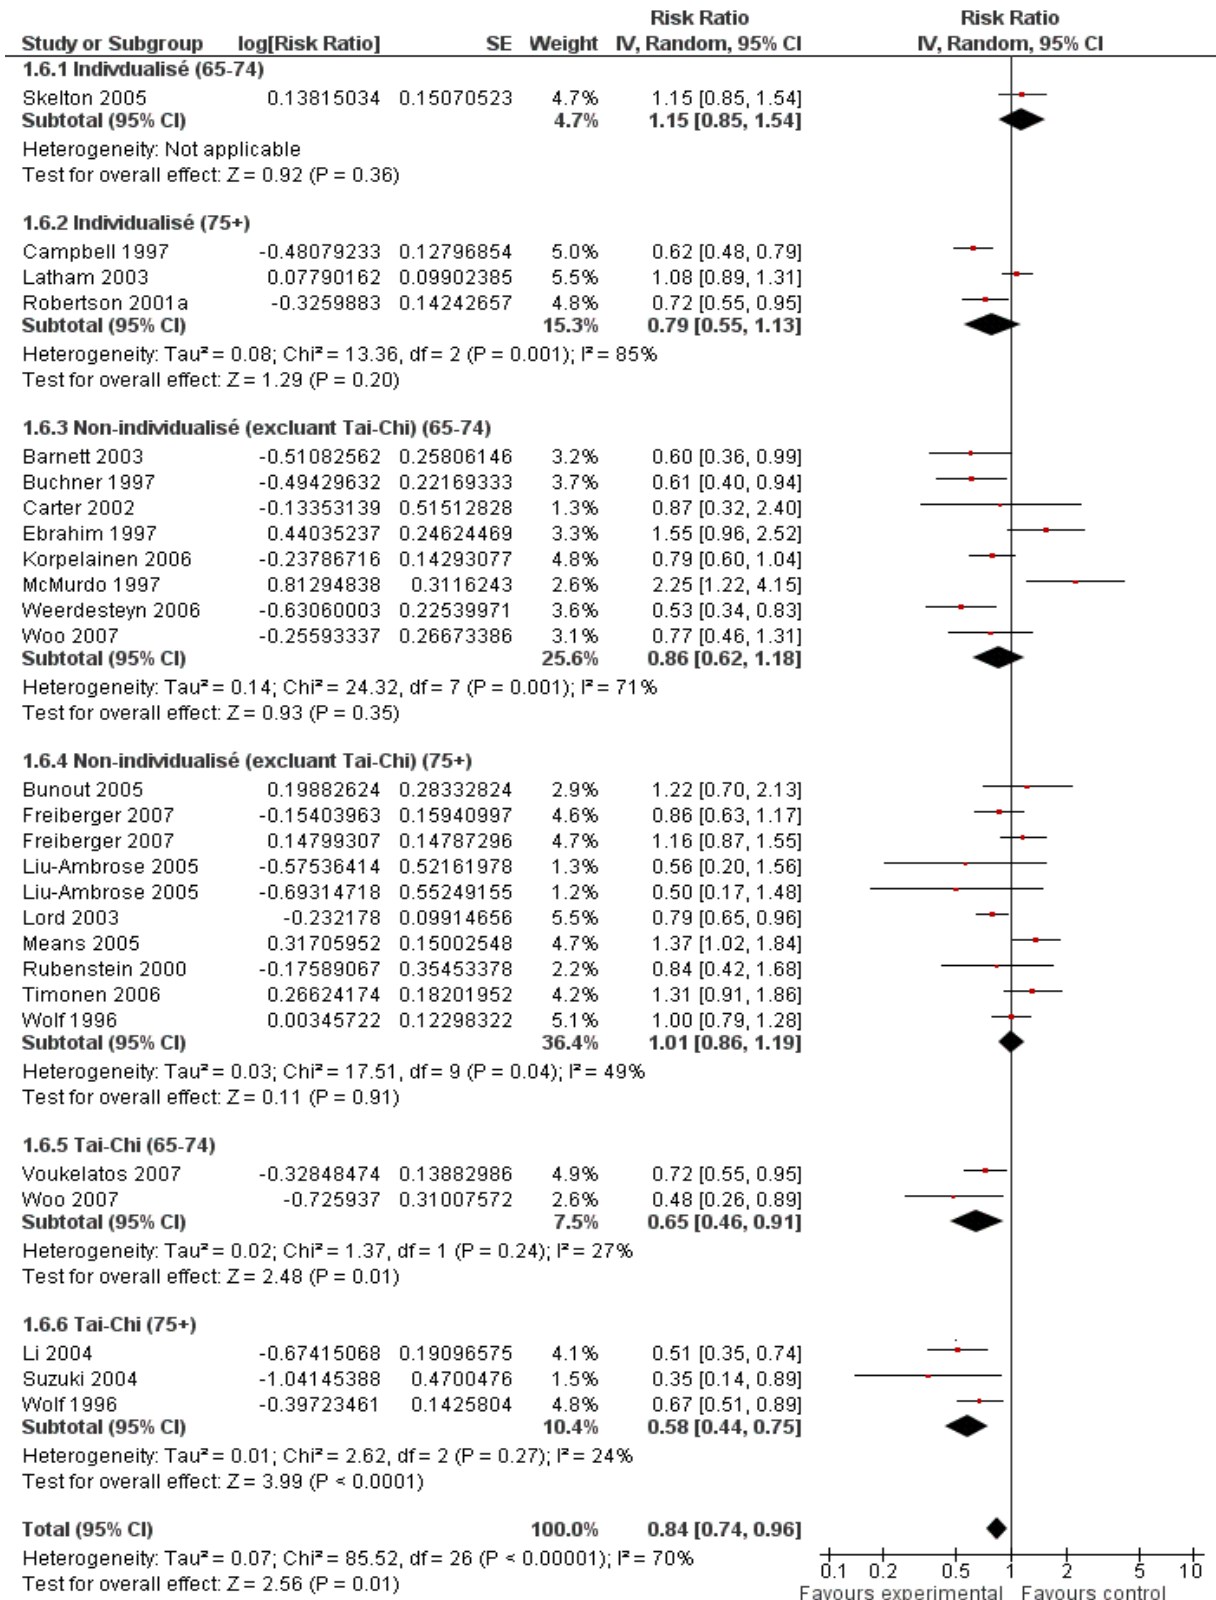 Risk Ratio Risk Ratio
Study or Subgroup log[Risk Ratio] SE Weight IV, Random, 95% CI IV, Random, 95% CI
1.6.1 Indivdualisé (65-74)
Skelton 2005 0.13815034 0.15070523 4.7% 1.15 [0.85, 1.54]
Subtotal (95% CI) 4.7% 1.15 [0.85, 1.54]
Heterogeneity: Not applicable
Test for overall effect: Z = 0.92 (P = 0.36)
1.6.2 Individualisé (75+)
Campbell 1997 -0.48079233 0.12796854 5.0% 0.62 [0.48, 0.79]
Latham 2003 0.07790162 0.09902385 5.5% 1.08 [0.89, 1.31]
Robertson 2001a -0.3259883 0.14242657 4.8% 0.72 [0.55, 0.95]
Subtotal (95% CI) 15.3% 0.79 [0.55, 1.13]
Heterogeneity: Tau² = 0.08; Chi² = 13.36, df = 2 (P = 0.001); I² = 85%
Test for overall effect: Z = 1.29 (P = 0.20)
1.6.3 Non-individualisé (excluant Tai-Chi) (65-74)
Barnett 2003 -0.51082562 0.25806146 3.2% 0.60 [0.36, 0.99]
Buchner 1997 -0.49429632 0.22169333 3.7% 0.61 [0.40, 0.94]
Carter 2002 -0.13353139 0.51512828 1.3% 0.87 [0.32, 2.40]
Ebrahim 1997 0.44035237 0.24624469 3.3% 1.55 [0.96, 2.52]
Korpelainen 2006 -0.23786716 0.14293077 4.8% 0.79 [0.60, 1.04]
McMurdo 1997 0.81294838 0.3116243 2.6% 2.25 [1.22, 4.15]
Weerdesteyn 2006 -0.63060003 0.22539971 3.6% 0.53 [0.34, 0.83]
Woo 2007 -0.25593337 0.26673386 3.1% 0.77 [0.46, 1.31]
Subtotal (95% CI) 25.6% 0.86 [0.62, 1.18]
Heterogeneity: Tau² = 0.14; Chi² = 24.32, df = 7 (P = 0.001); I² = 71%
Test for overall effect: Z = 0.93 (P = 0.35)
1.6.4 Non-individualisé (excluant Tai-Chi) (75+)
Bunout 2005 0.19882624 0.28332824 2.9% 1.22 [0.70, 2.13]
Freiberger 2007 -0.15403963 0.15940997 4.6% 0.86 [0.63, 1.17]
Freiberger 2007 0.14799307 0.14787296 4.7% 1.16 [0.87, 1.55]
Liu-Ambrose 2005 -0.57536414 0.52161978 1.3% 0.56 [0.20, 1.56]
Liu-Ambrose 2005 -0.69314718 0.55249155 1.2% 0.50 [0.17, 1.48]
Lord 2003 -0.232178 0.09914656 5.5% 0.79 [0.65, 0.96]
Means 2005 0.31705952 0.15002548 4.7% 1.37 [1.02, 1.84]
Rubenstein 2000 -0.17589067 0.35453378 2.2% 0.84 [0.42, 1.68]
Timonen 2006 0.26624174 0.18201952 4.2% 1.31 [0.91, 1.86]
Wolf 1996 0.00345722 0.12298322 5.1% 1.00 [0.79, 1.28]
Subtotal (95% CI) 36.4% 1.01 [0.86, 1.19]
Heterogeneity: Tau² = 0.03; Chi² = 17.51, df = 9 (P = 0.04); I² = 49%
Test for overall effect: Z = 0.11 (P = 0.91)
1.6.5 Tai-Chi (65-74)
Voukelatos 2007 -0.32848474 0.13882986 4.9% 0.72 [0.55, 0.95]
Woo 2007 -0.725937 0.31007572 2.6% 0.48 [0.26, 0.89]
Subtotal (95% CI) 7.5% 0.65 [0.46, 0.91]
Heterogeneity: Tau² = 0.02; Chi² = 1.37, df = 1 (P = 0.24); I² = 27%
Test for overall effect: Z = 2.48 (P = 0.01)
1.6.6 Tai-Chi (75+)
Li 2004 -0.67415068 0.19096575 4.1% 0.51 [0.35, 0.74]
Suzuki 2004 -1.04145388 0.4700476 1.5% 0.35 [0.14, 0.89]
Wolf 1996 -0.39723461 0.1425804 4.8% 0.67 [0.51, 0.89]
Subtotal (95% CI) 10.4% 0.58 [0.44, 0.75]
Heterogeneity: Tau² = 0.01; Chi² = 2.62, df = 2 (P = 0.27); I² = 24%
Test for overall effect: Z = 3.99 (P < 0.0001)
Total (95% CI) 100.0% 0.84 [0.74, 0.96]
Heterogeneity: Tau² = 0.07; Chi² = 85.52, df = 26 (P < 0.00001); I² = 70%
Test for overall effect: Z = 2.56 (P = 0.01)
0.1 0.2 0.5 1 2 5 10
Favours experimental Favours control